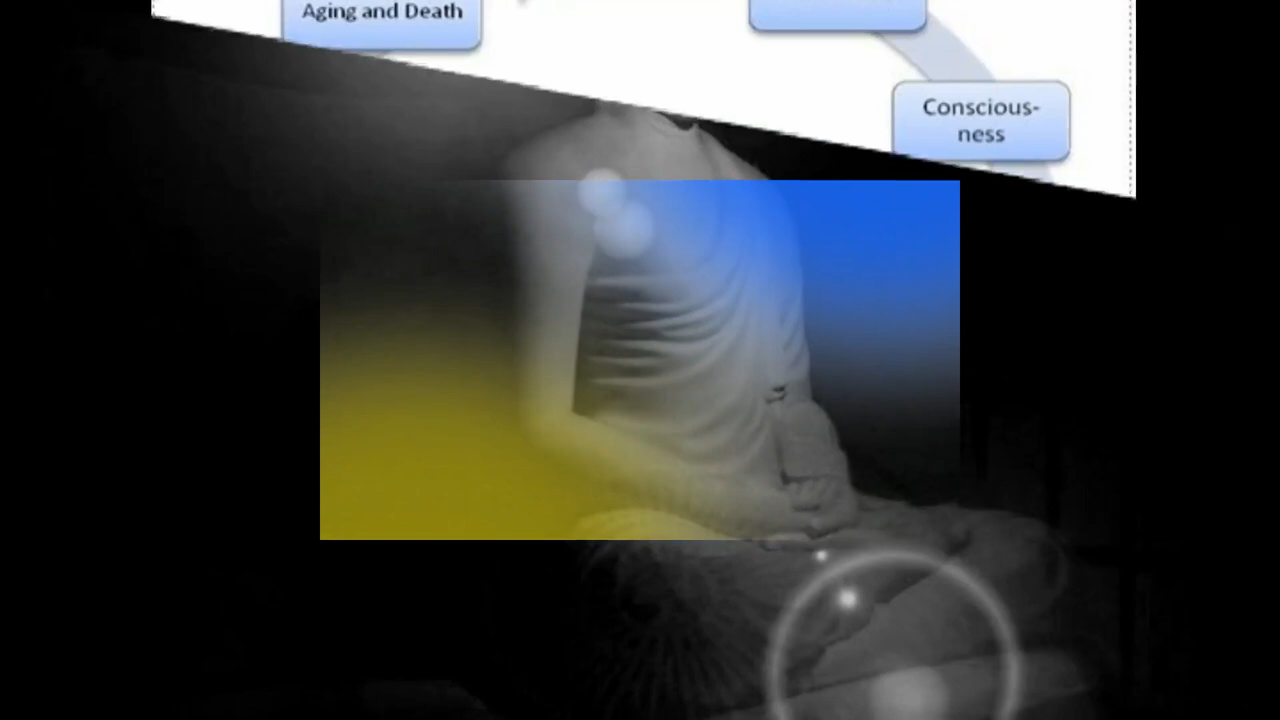 Aging and Death
Conscious-
ness